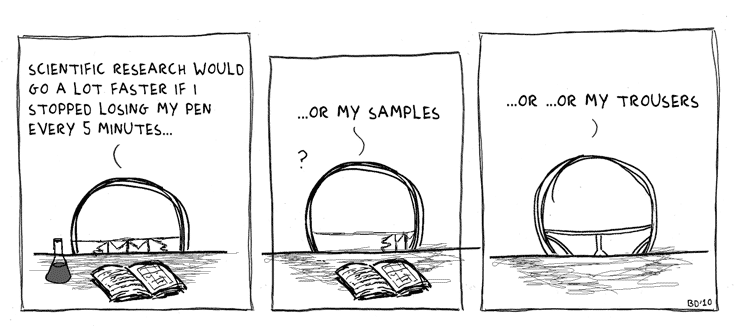 SCIENTIFIC RESEARCH WOULD
GO A LOT FASTER IF I
STOPPED LOSING MY PEN
EVERY 5 MINUTES...
...OR MY SAMPLES
?
...OR ...OR MY TROUSERS
BD'10